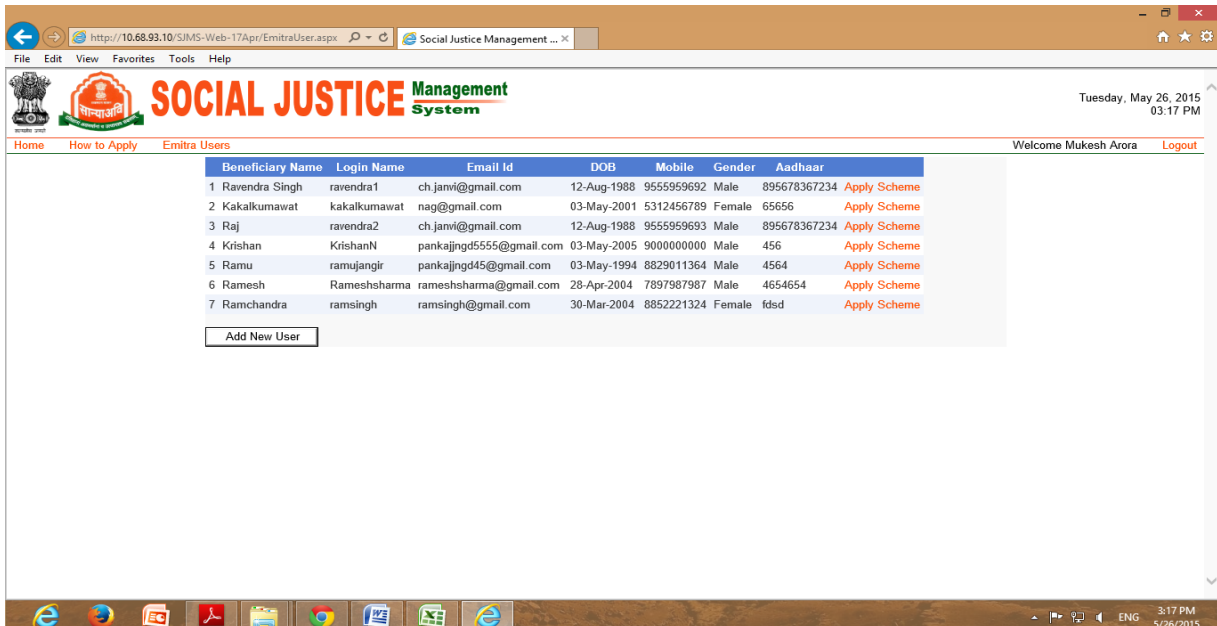 http://10.68.93.10/SJMS-Web-17Apr/EmitraUser.aspx
Social Justice Management ...
File Edit View Favorites Tools Help
SOCIAL JUSTICE Management System
Tuesday, May 26, 2015
03:17 PM
Home How to Apply Emitra Users Welcome Mukesh Arora Logout
Beneficiary Name Login Name Email Id DOB Mobile Gender Aadhaar
1 Ravendra Singh ravendra1 ch.janvi@gmail.com 12-Aug-1988 9555959692 Male 895678367234 Apply Scheme
2 Kakalkumawat kakalkumawat nag@gmail.com 03-May-2001 5312456789 Female 65656 Apply Scheme
3 Raj ravendra2 ch.janvi@gmail.com 12-Aug-1988 9555959693 Male 895678367234 Apply Scheme
4 Krishan KrishanN pankajjngd5555@gmail.com 03-May-2005 9000000000 Male 456 Apply Scheme
5 Ramu ramujangir pankajjngd45@gmail.com 03-May-1994 8829011364 Male 4564 Apply Scheme
6 Ramesh Rameshsharma rameshsharma@gmail.com 28-Apr-2004 7897987987 Male 4654654 Apply Scheme
7 Ramchandra ramsingh ramsingh@gmail.com 30-Mar-2004 8852221324 Female fdsd Apply Scheme
Add New User
ENG 3:17 PM
5/26/2015